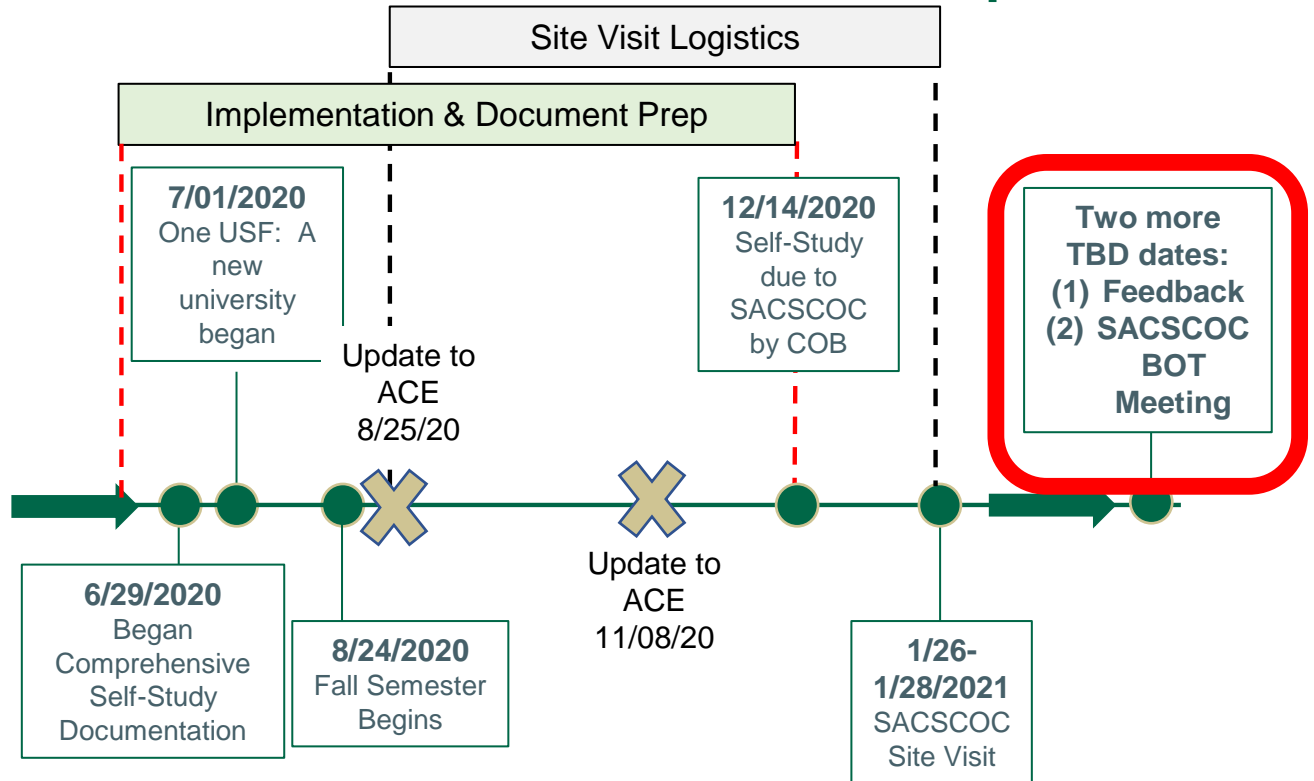 Site Visit Logistics
Implementation & Document Prep
7/01/2020
One USF: A
new
university
began
Update to
ACE
8/25/20
12/14/2020
Self-Study
due to
SACSCOC
by COB
Two more
TBD dates:
(1) Feedback
(2) SACSCOC
BOT
Meeting
6/29/2020
Began
Comprehensive
Self-Study
Documentation
8/24/2020
Fall Semester
Begins
Update to
ACE
11/08/20
1/26-
1/28/2021
SACSCOC
Site Visit